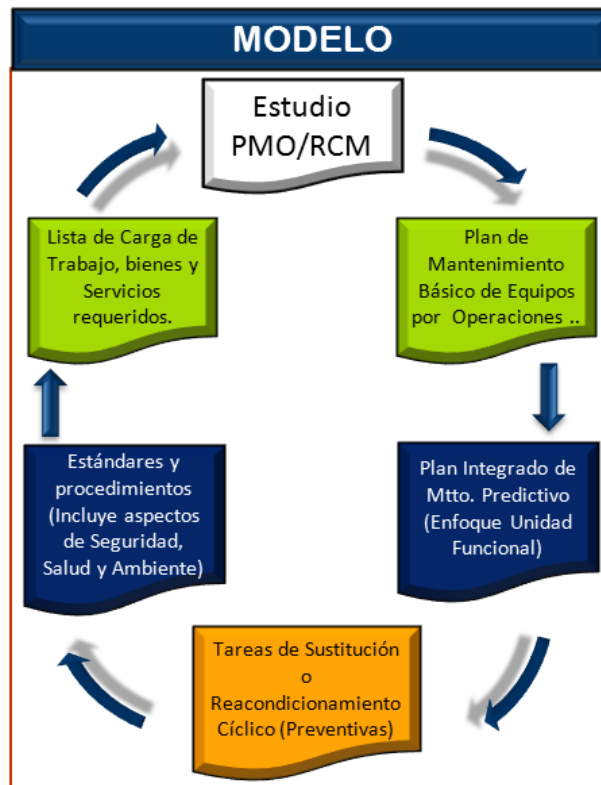 MODELO
Estudio
PMO/RCM
Plan de
Mantenimiento
Básico de Equipos
por Operaciones ..
Plan Integrado de
Mtto. Predictivo
(Enfoque Unidad
Funcional)
Tareas de Sustitución
o
Reacondicionamiento
Cíclico (Preventivas)
Estándares y
procedimientos
(Incluye aspectos
de Seguridad,
Salud y Ambiente)
Lista de Carga de
Trabajo, bienes y
Servicios
requeridos.